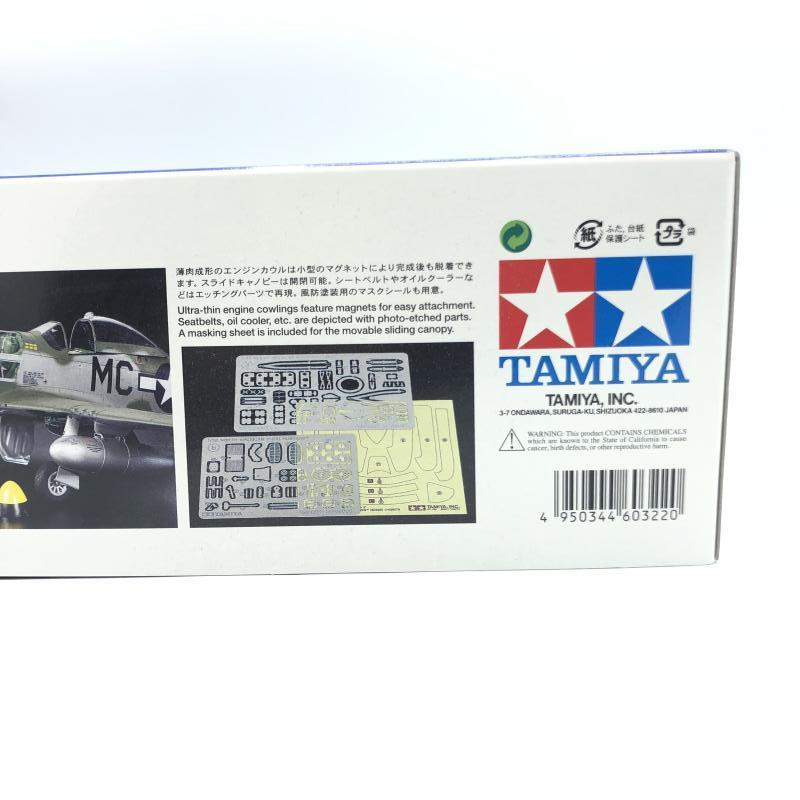 薄肉成形のエンジンカウルは小型のマグネットにより完成後も脱着でき
ます。スライドキャノピーは開閉可能。シートベルトやオイルクーラーな
どはエッチングパーツで再現。風防塗装用のマスクシールも用意。
Ultra-thin engine cowlings feature magnets for easy attachment.
Seatbelts, oil cooler, etc. are depicted with photo-etched parts.
A masking sheet is included for the movable sliding canopy.
MC
TAMIYA
TAMIYA, INC.
紙
ふた,台紙
保護シート
プラ
袋
TAMIYA
TAMIYA, INC.
3-7 ONDAWARA, SURUGA-KU, SHIZUOKA 422-8610 JAPAN
WARNING: This product CONTAINS CHEMICALS
which are known to the State of California to cause
cancer, birth defects, or other reproductive harm.
4 950344 603220